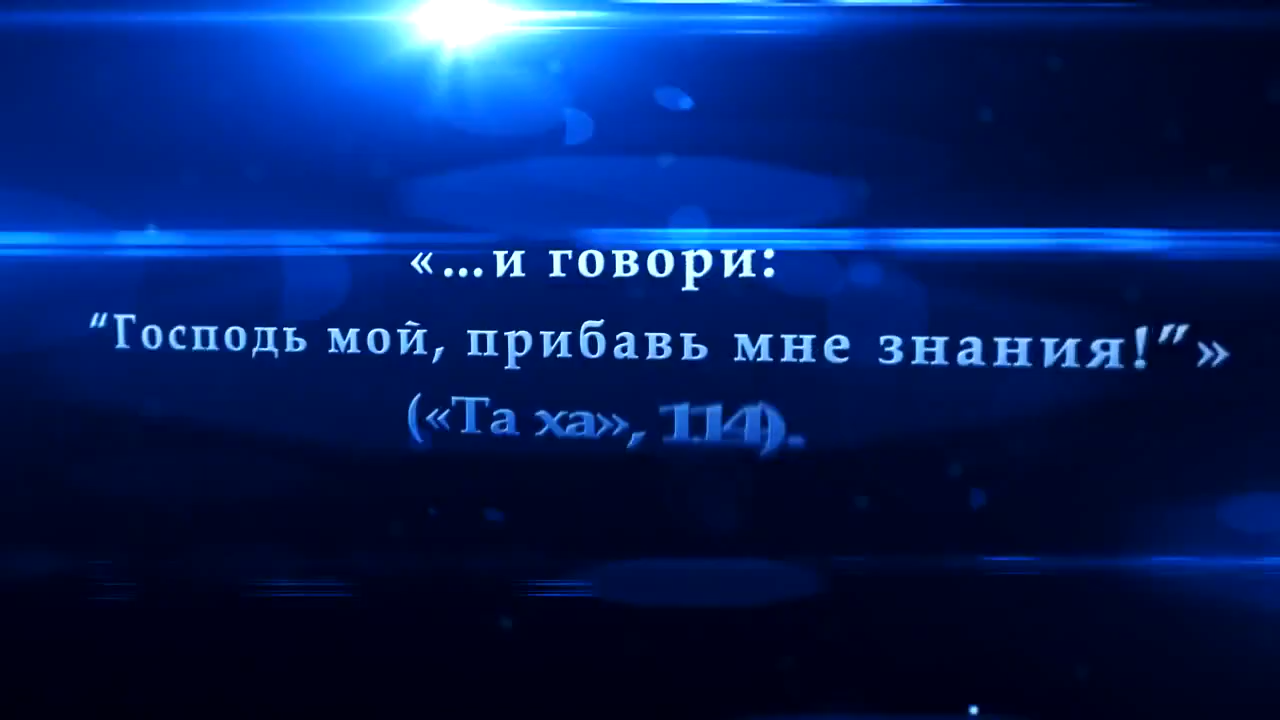 «...и говори:
“Господь мой, прибавь мне знания!”»
(«Та ха», 114).